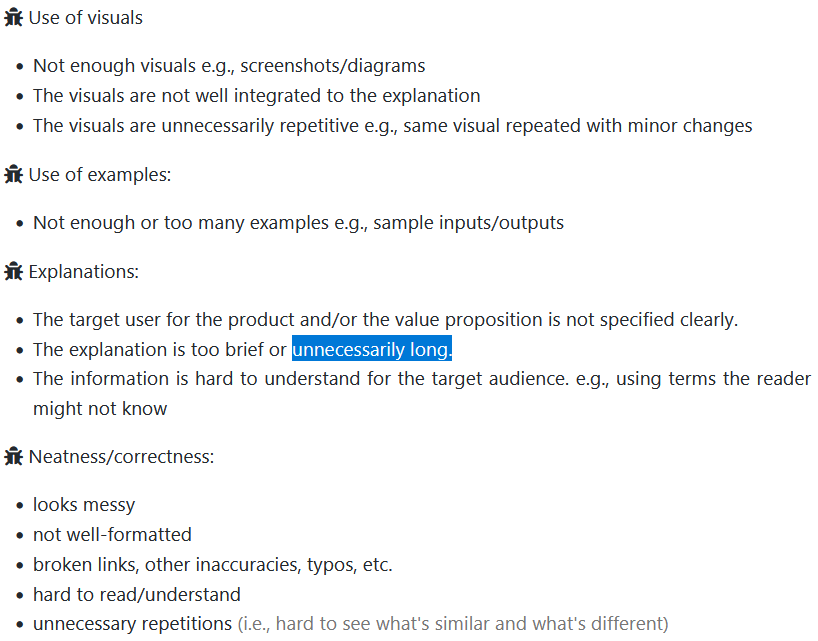 Use of visuals
• Not enough visuals e.g., screenshots/diagrams
• The visuals are not well integrated to the explanation
• The visuals are unnecessarily repetitive e.g., same visual repeated with minor changes
Use of examples:
• Not enough or too many examples e.g., sample inputs/outputs
Explanations:
• The target user for the product and/or the value proposition is not specified clearly.
• The explanation is too brief or unnecessarily long.
• The information is hard to understand for the target audience. e.g., using terms the reader
might not know
Neatness/correctness:
• looks messy
• not well-formatted
• broken links, other inaccuracies, typos, etc.
• hard to read/understand
• unnecessary repetitions (i.e., hard to see what's similar and what's different)